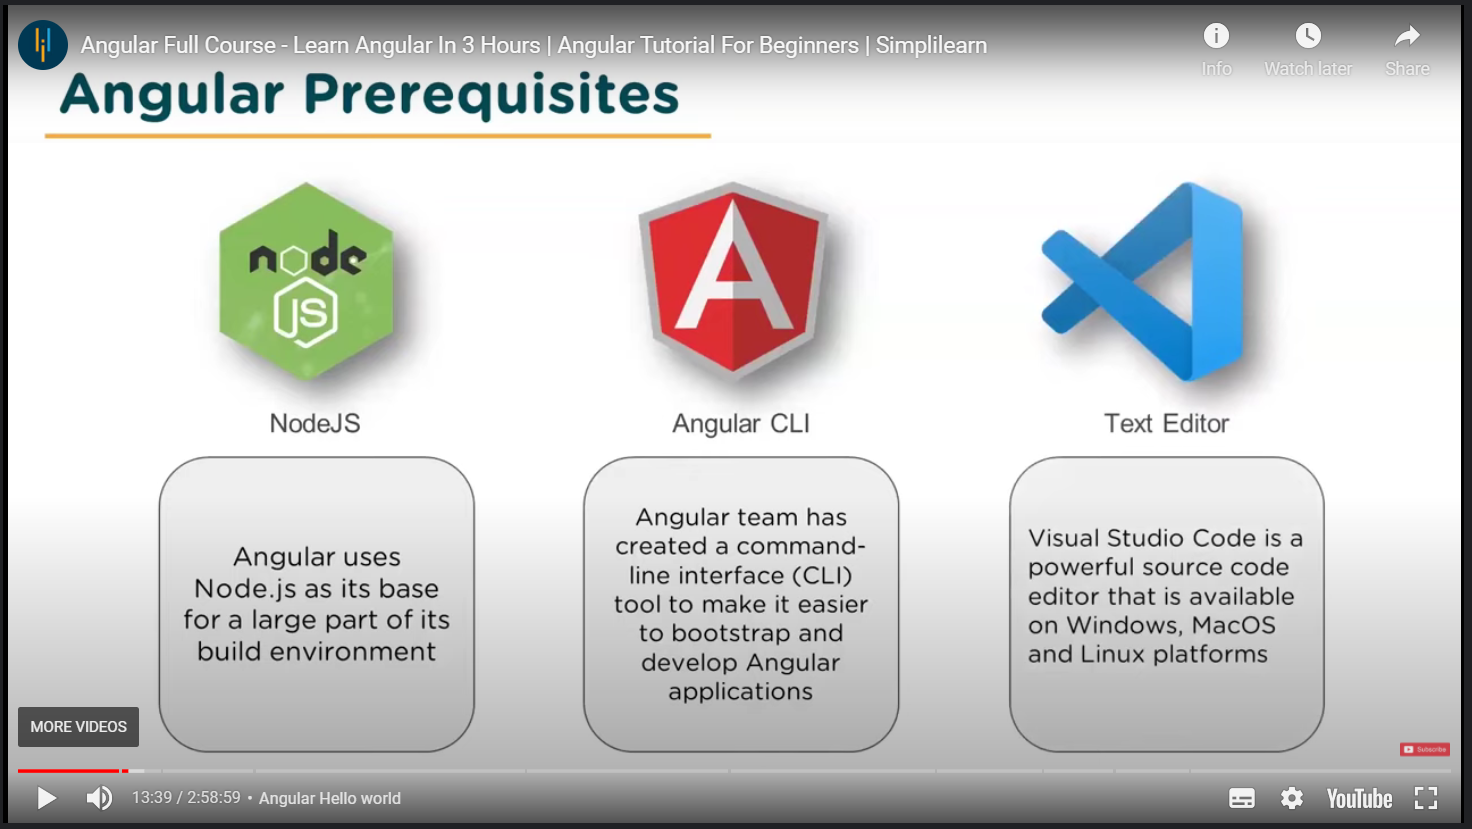 Angular Full Course - Learn Angular In 3 Hours | Angular Tutorial For Beginners | Simplilearn
Info
Watch later
Share
Angular Prerequisites
node
JS
NodeJS
Angular uses
Node.js as its base
for a large part of its
build environment
A
Angular CLI
Angular team has
created a command-
line interface (CLI)
tool to make it easier
to bootstrap and
develop Angular
applications
Text Editor
Visual Studio Code is a
powerful source code
editor that is available
on Windows, MacOS
and Linux platforms
MORE VIDEOS
Subscribe
13:39 / 2:58:59 • Angular Hello world
YouTube